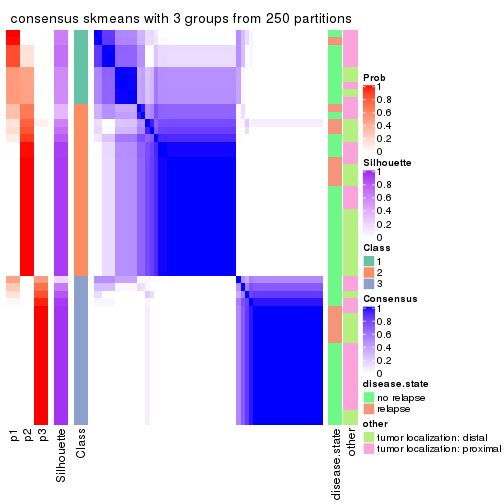 consensus skmeans with 3 groups from 250 partitions
Prob
1
0.8
0.6
0.4
0.2
0
Silhouette
1
0.8
0.6
0.4
0.2
0
Class
1
2
3
Consensus
1
0.8
0.6
0.4
0.2
0
disease.state
no relapse
relapse
other
tumor localization: distal
tumor localization: proximal
p1
p2
p3
Silhouette
Class
disease.state
other